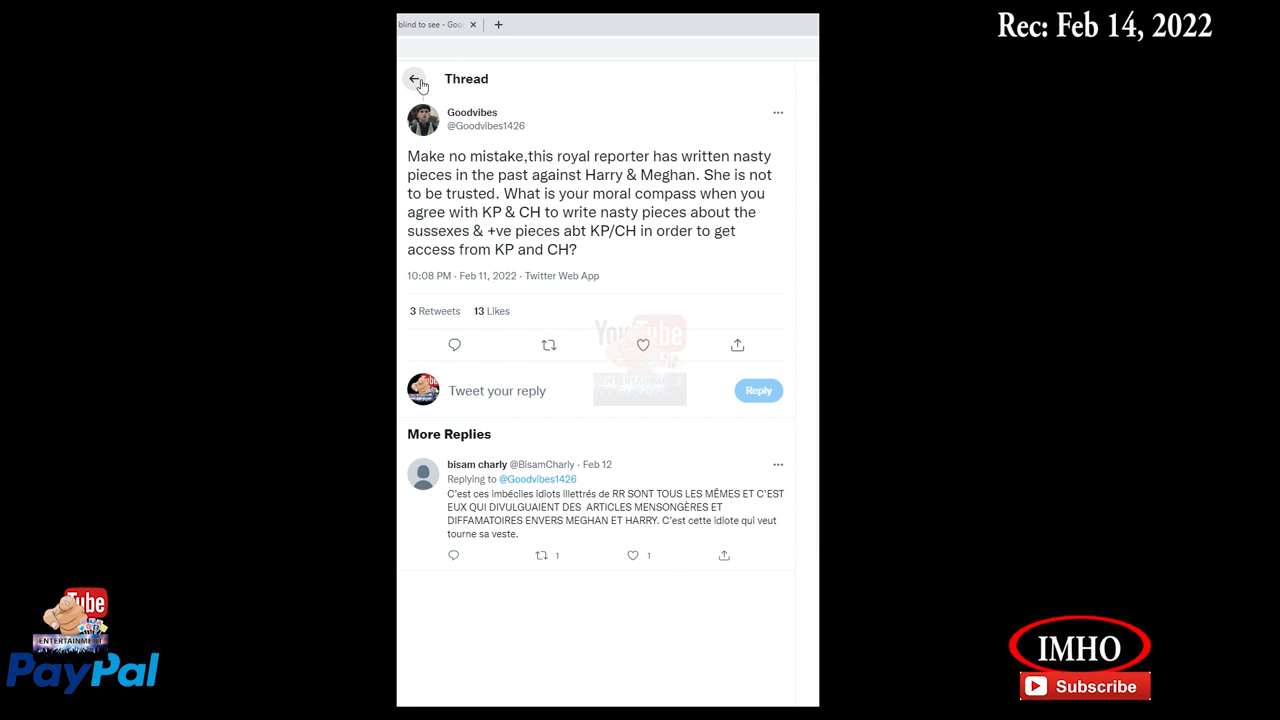 Rec: Feb 14, 2022
blind to see - Goo
Thread
Goodvibes
@Goodvibes1426
Make no mistake,this royal reporter has written nasty
pieces in the past against Harry & Meghan. She is not
to be trusted. What is your moral compass when you
agree with KP & CH to write nasty pieces about the
sussexes & +ve pieces abt KP/CH in order to get
access from KP and CH?
10:08 PM · Feb 11, 2022 · Twitter Web App
3 Retweets 13 Likes
YouTube
ENTERTAINMENT
Tweet your reply
Reply
More Replies
bisam charly @BisamCharly · Feb 12
Replying to @Goodvibes1426
C'est ces imbéciles idiots illettrés de RR SONT TOUS LES MÊMES ET C'EST
EUX QUI DIVULGUAIENT DES ARTICLES MENSONGÈRES ET
DIFFAMATOIRES ENVERS MEGHAN ET HARRY. C'est cette idiote qui veut
tourne sa veste.
1 1
Tube
ENTERTAINMENT
PayPal
IMHO
Subscribe